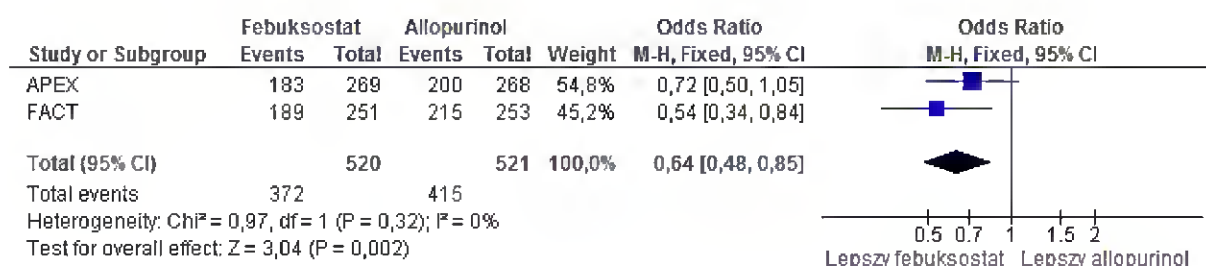 Febuksostat Allopurinol Odds Ratio Odds Ratio
Study or Subgroup Events Total Events Total Weight M-H, Fixed, 95% CI M-H, Fixed, 95% CI
APEX 183 269 200 268 54,8% 0,72 [0,50, 1,05]
FACT 189 251 215 253 45,2% 0,54 [0,34, 0,84]
Total (95% CI) 520 521 100,0% 0,64 [0,48, 0,85]
Total events 372 415
Heterogeneity: Chi² = 0,97, df = 1 (P = 0,32); I² = 0%
Test for overall effect: Z = 3,04 (P = 0,002)
0.5 0.7 1 1.5 2
Lepszy febuksostat Lepszy allopurinol